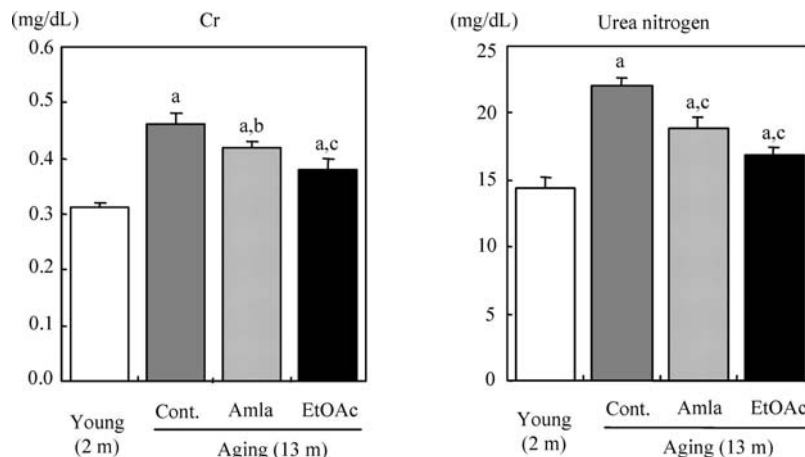 (mg/dL)
Cr
0.6
0.5
0.4
0.3
0.2
0.1
0.0
a
a,b
a,c
Young
(2 m)
Cont.
Amla
EtOAc
Aging (13 m)
(mg/dL)
Urea nitrogen
25
20
15
10
5
0
a
a,c
a,c
Young
(2 m)
Cont.
Amla
EtOAc
Aging (13 m)